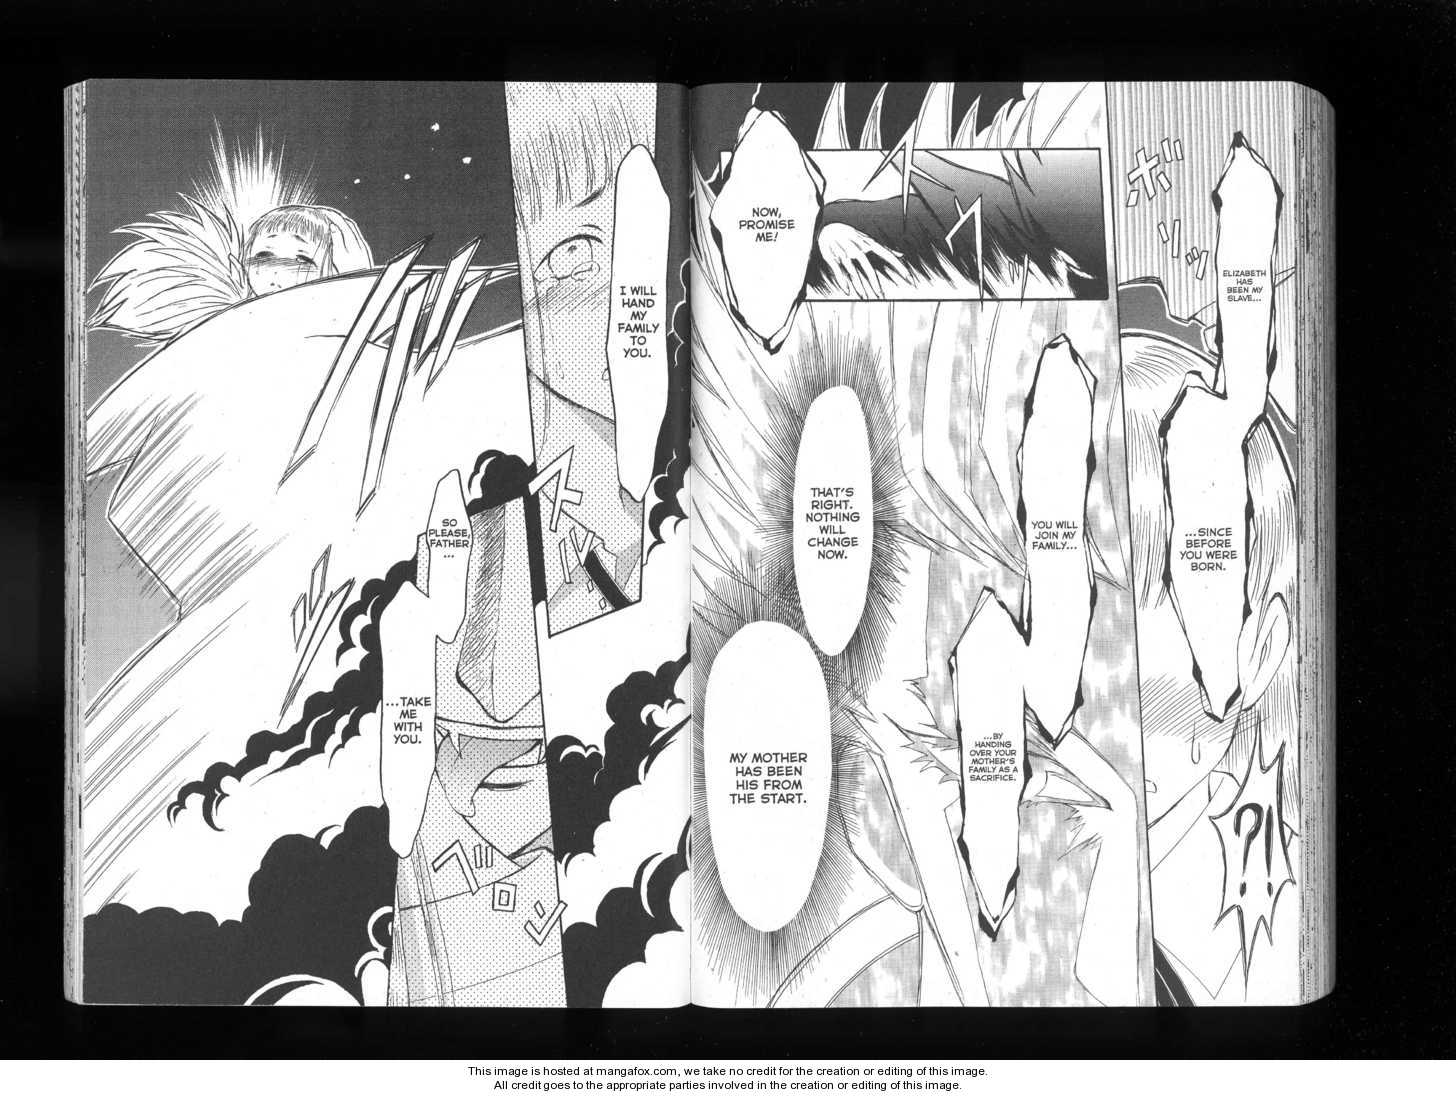 ELIZABETH
HAS
BEEN MY
SLAVE...
...SINCE
BEFORE
YOU WERE
BORN.
ボ
ソッ
?!
YOU WILL
JOIN MY
FAMILY...
...BY
HANDING
OVER YOUR
MOTHER'S
FAMILY AS A
SACRIFICE.
NOW,
PROMISE
ME!
THAT'S
RIGHT.
NOTHING
WILL
CHANGE
NOW.
MY MOTHER
HAS BEEN
HIS FROM
THE START.
I WILL
HAND
MY
FAMILY
TO
YOU.
SO
PLEASE,
FATHER
...
...TAKE
ME
WITH
YOU.
This image is hosted at mangafox.com, we take no credit for the creation or editing of this image.
All credit goes to the appropriate parties involved in the creation or editing of this image.